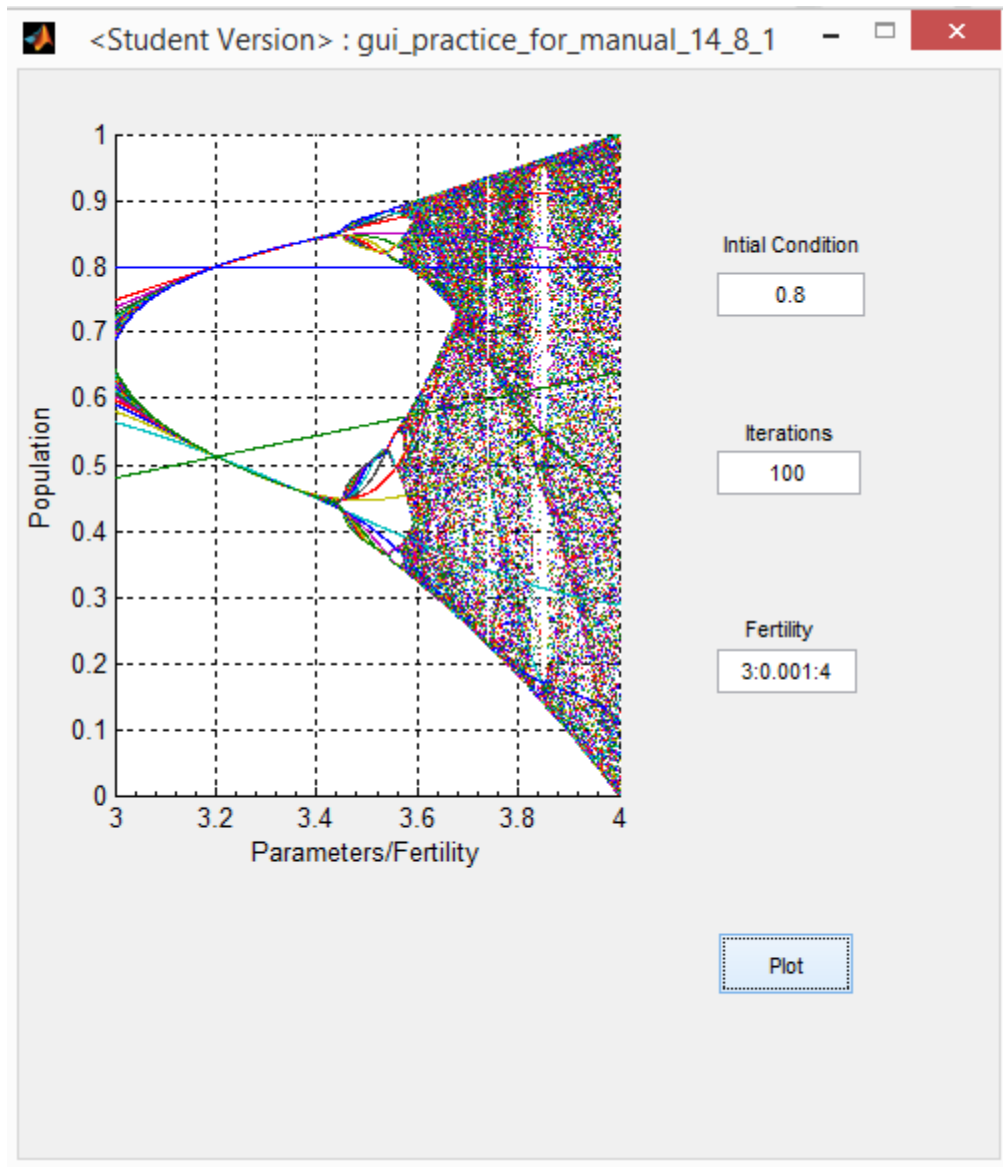 <Student Version> : gui_practice_for_manual_14_8_1
1
0.9
0.8
0.7
0.6
0.5
0.4
0.3
0.2
0.1
0
Population
3 3.2 3.4 3.6 3.8 4
Parameters/Fertility
Intial Condition
0.8
Iterations
100
Fertility
3:0.001:4
Plot